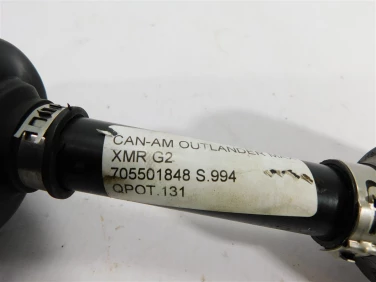 CAN-AM OUTLANDER
XMR G2
705501848 S.994
QPOT.131